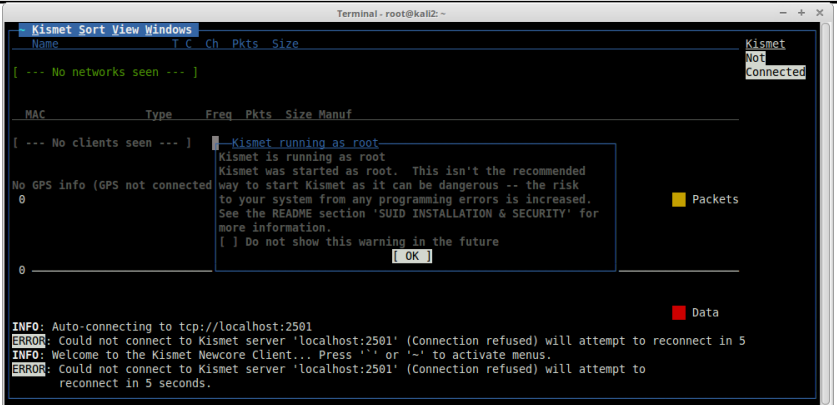 Terminal - root@kali2: ~
~ Kismet Sort View Windows
Name T C Ch Pkts Size
Kismet
Not
Connected
[ --- No networks seen --- ]
MAC Type Freq Pkts Size Manuf
[ --- No clients seen --- ]
Kismet running as root
Kismet is running as root
Kismet was started as root. This isn't the recommended
way to start Kismet as it can be dangerous -- the risk
to your system from any programming errors is increased.
See the README section 'SUID INSTALLATION & SECURITY' for
more information.
[ ] Do not show this warning in the future
[ OK ]
No GPS info (GPS not connected
0
Packets
0
Data
INFO: Auto-connecting to tcp://localhost:2501
ERROR: Could not connect to Kismet server 'localhost:2501' (Connection refused) will attempt to reconnect in 5
INFO: Welcome to the Kismet Newcore Client... Press '`' or '~' to activate menus.
ERROR: Could not connect to Kismet server 'localhost:2501' (Connection refused) will attempt to
reconnect in 5 seconds.